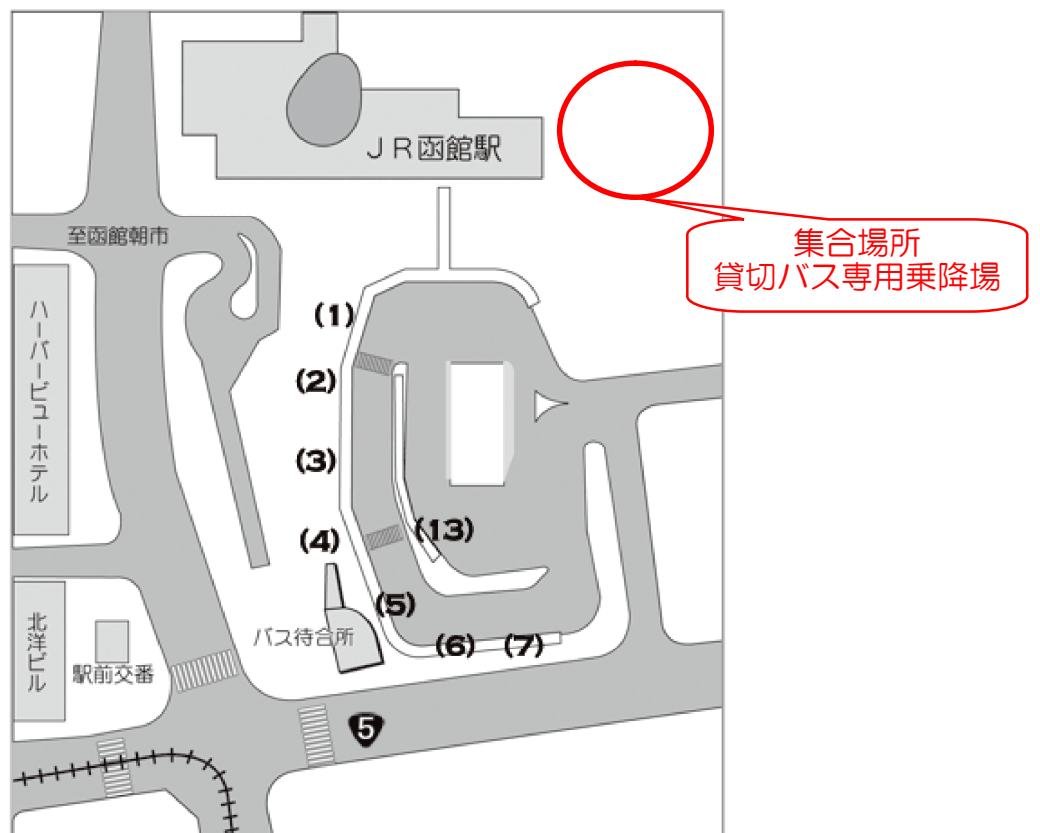 JR函館駅
集合場所
貸切バス専用乗降場
至函館朝市
ハーバービューホテル
(1)
(2)
(3)
(4)
(13)
(5)
(6)
(7)
バス待合所
北洋ビル
駅前交番
5